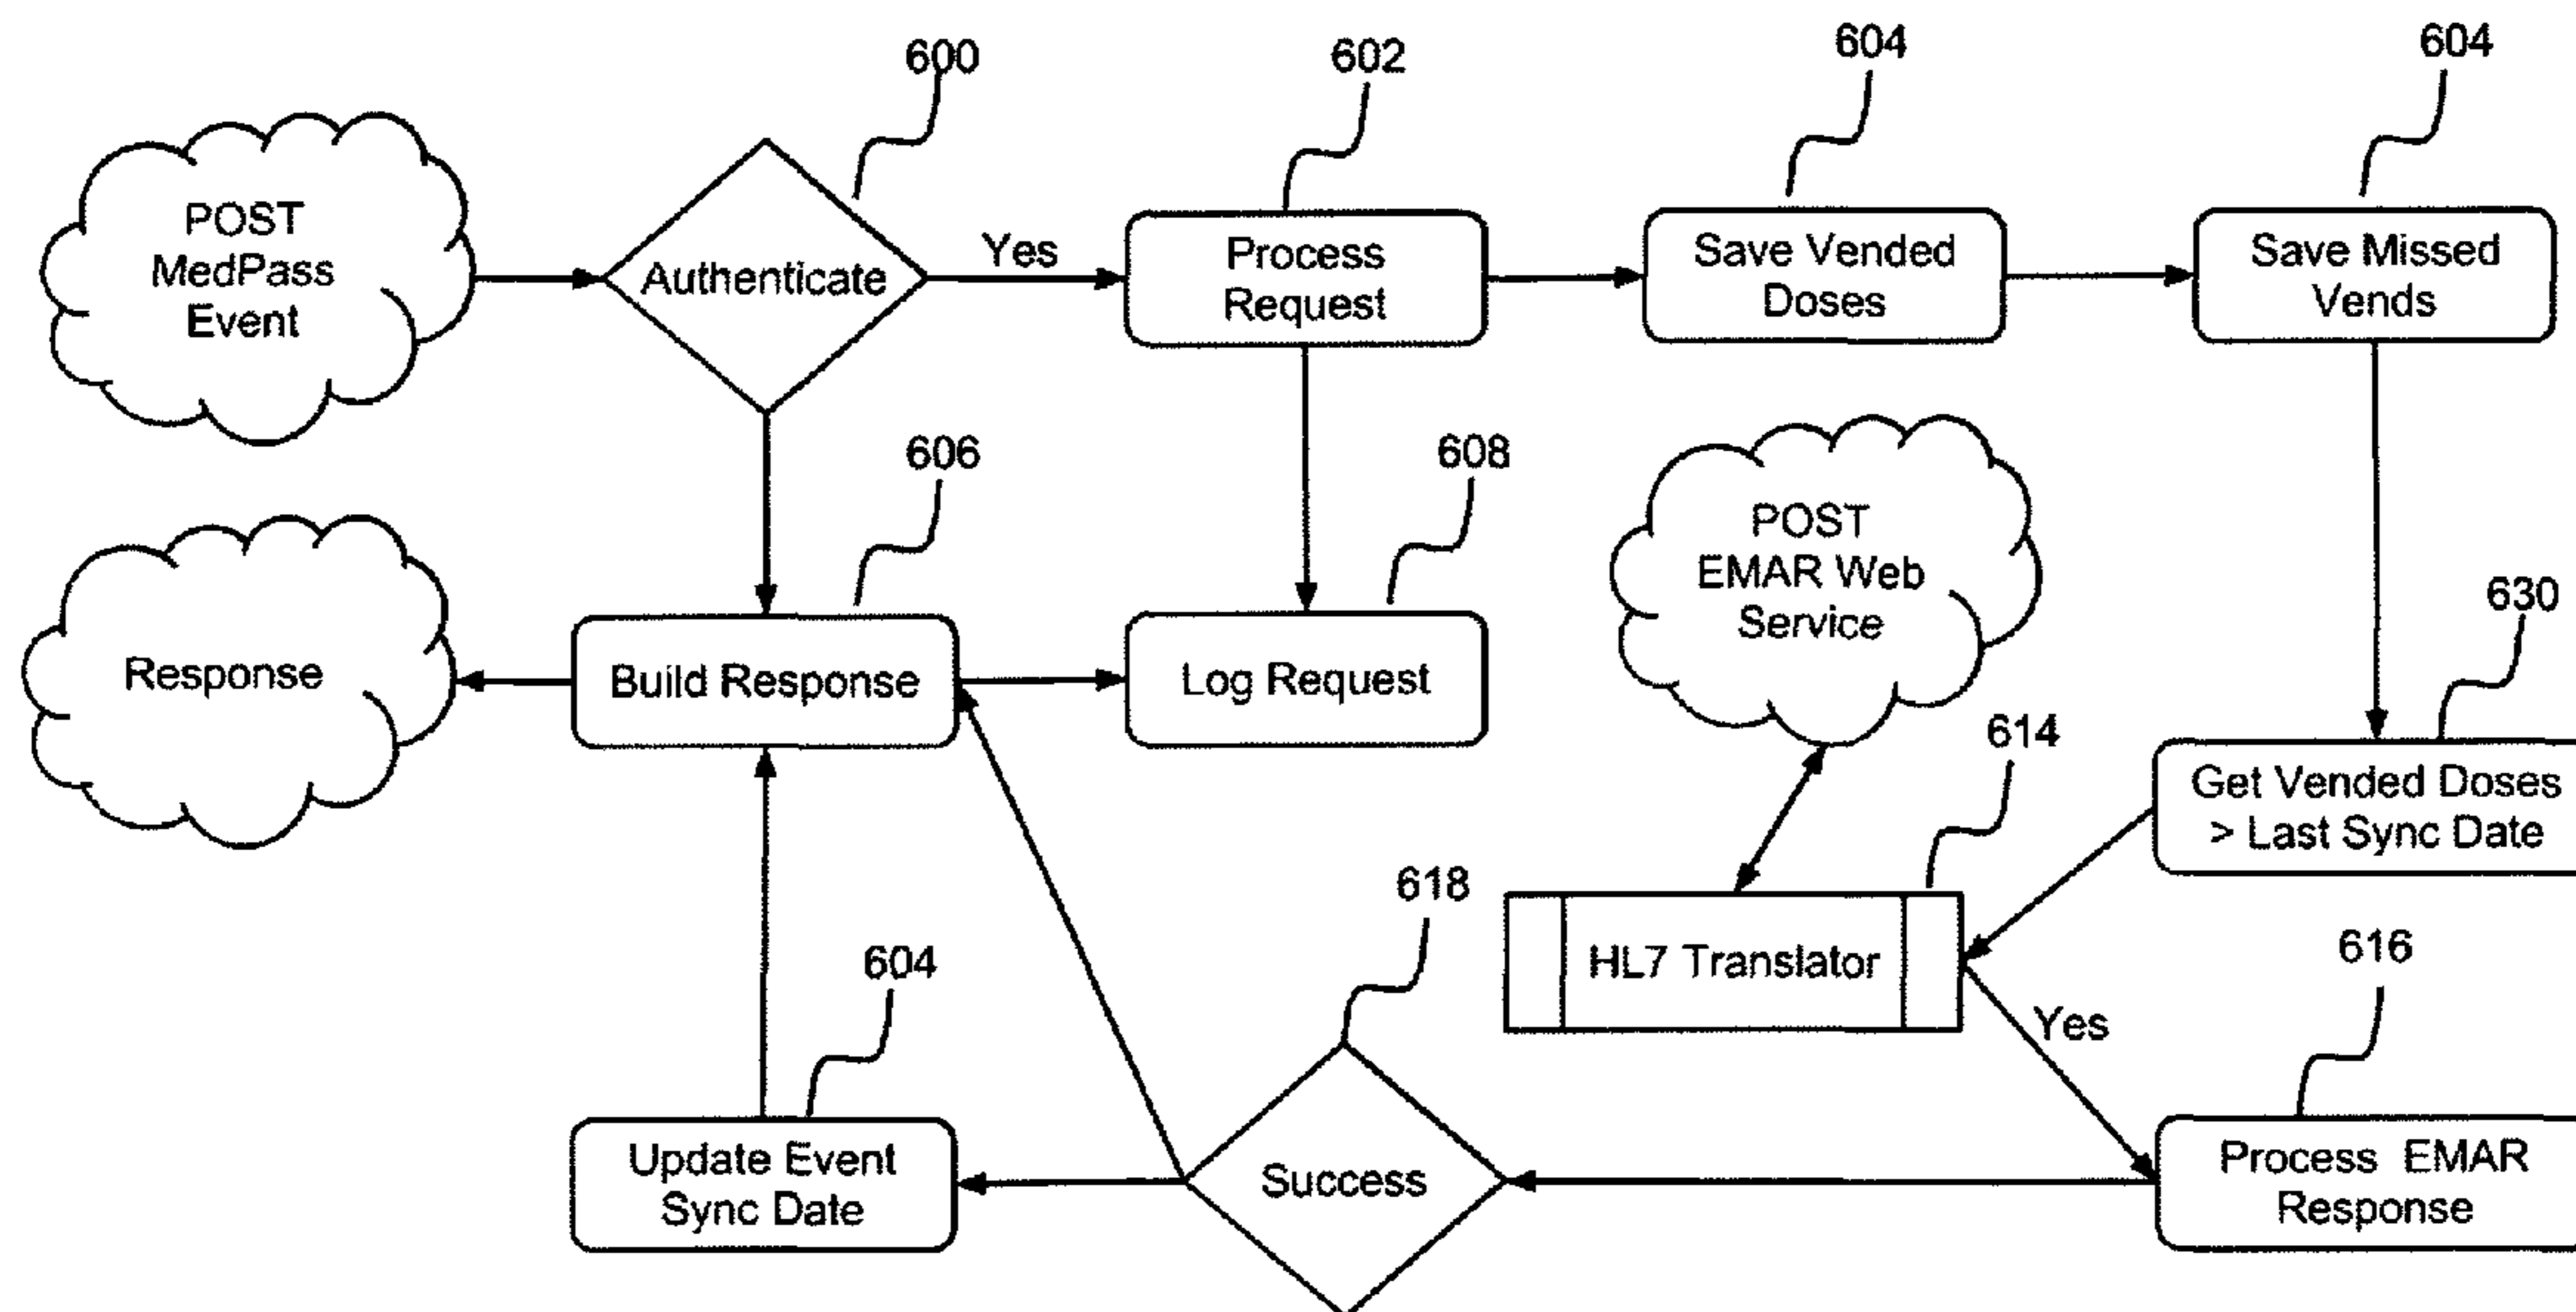 600
602
604
604
POST
MedPass
Event
Authenticate
Yes
Process
Request
Save Vended
Doses
Save Missed
Vends
606
608
POST
EMAR Web
Service
630
Response
Build Response
Log Request
614
Get Vended Doses
> Last Sync Date
618
HL7 Translator
616
604
Yes
Update Event
Sync Date
Success
Process EMAR
Response